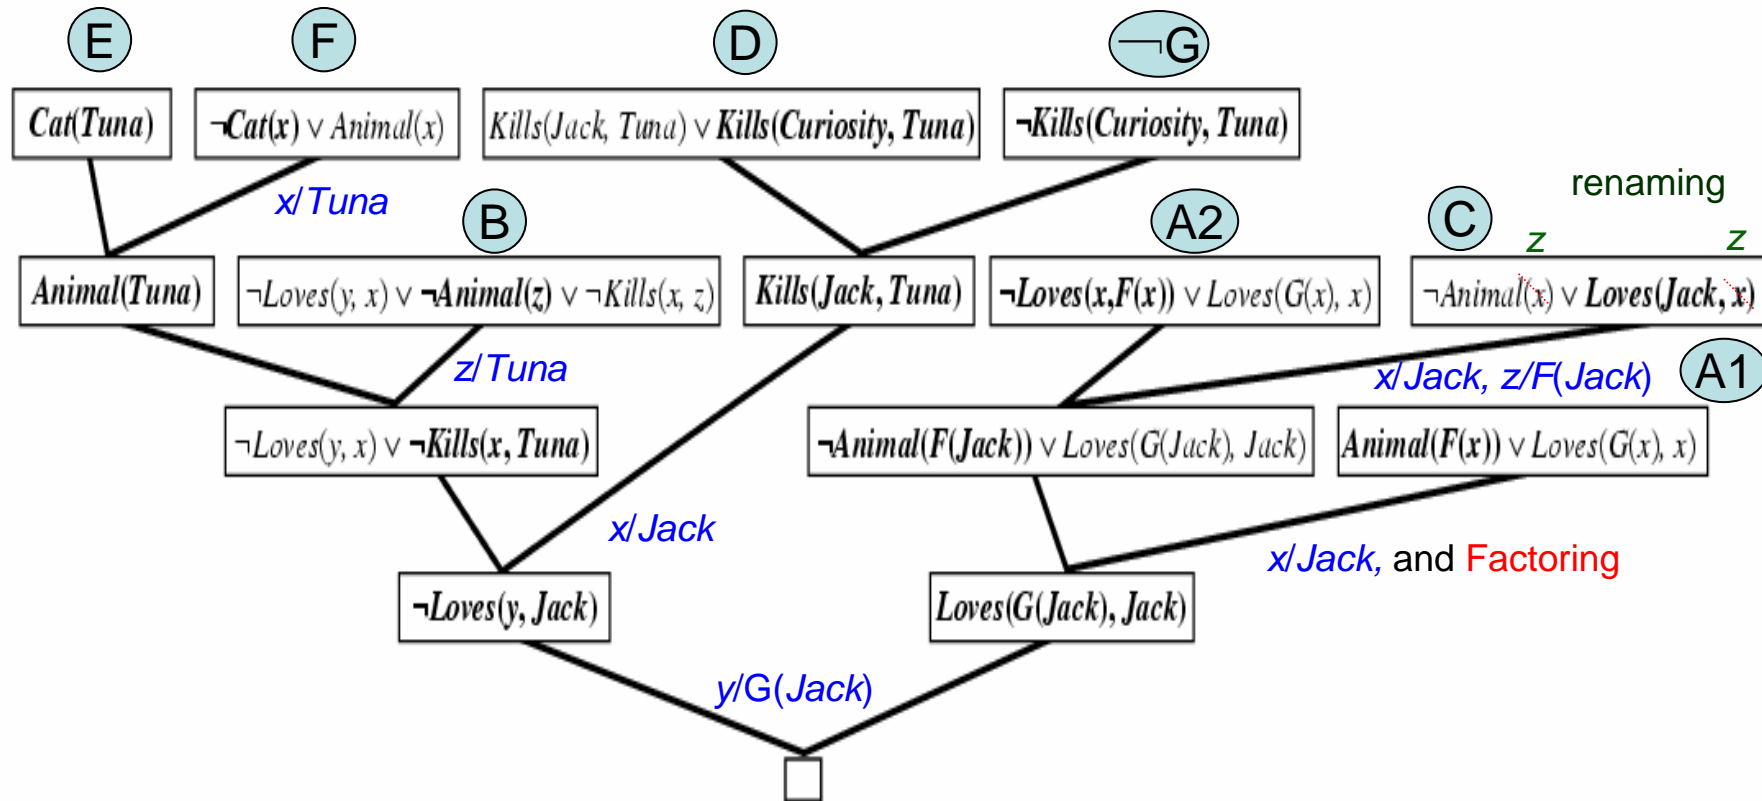 E F D ¬G
Cat(Tuna) ¬Cat(x) ∨ Animal(x) Kills(Jack, Tuna) ∨ Kills(Curiosity, Tuna) ¬Kills(Curiosity, Tuna)
renaming
x/Tuna B A2 C z z
Animal(Tuna) ¬Loves(y, x) ∨ ¬Animal(z) ∨ ¬Kills(x, z) Kills(Jack, Tuna) ¬Loves(x,F(x)) ∨ Loves(G(x), x) ¬Animal(x) ∨ Loves(Jack, x)
z/Tuna x/Jack, z/F(Jack) A1
¬Loves(y, x) ∨ ¬Kills(x, Tuna) ¬Animal(F(Jack)) ∨ Loves(G(Jack), Jack) Animal(F(x)) ∨ Loves(G(x), x)
x/Jack x/Jack, and Factoring
¬Loves(y, Jack) Loves(G(Jack), Jack)
y/G(Jack)